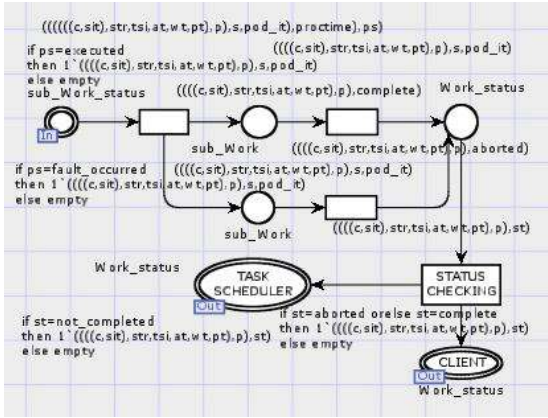 ((((((c,sit),str,tsi,at,wt,pt),p),s,pod_it),proctime),ps)
if ps=executed
then 1`((((c,sit),str,tsi,at,wt,pt),p),s,pod_it)
else empty
((((c,sit),str,tsi,at,wt,pt),p),s,pod_it)
sub_Work_status
((((c,sit),str,tsi,at,wt,pt),p),complete)
Work_status
In
sub_Work
((((c,sit),str,tsi,at,wt,pt),p),aborted)
if ps=fault_occurred
then 1`((((c,sit),str,tsi,at,wt,pt),p),s,pod_it)
else empty
((((c,sit),str,tsi,at,wt,pt),p),s,pod_it)
sub_Work
((((c,sit),str,tsi,at,wt,pt),p),st)
Work_status
TASK
SCHEDULER
Out
STATUS
CHECKING
if st=not_completed
then 1`((((c,sit),str,tsi,at,wt,pt),p),st)
else empty
if st=aborted orelse st=complete
then 1`((((c,sit),str,tsi,at,wt,pt),p),st)
else empty
CLIENT
Out
Work_status